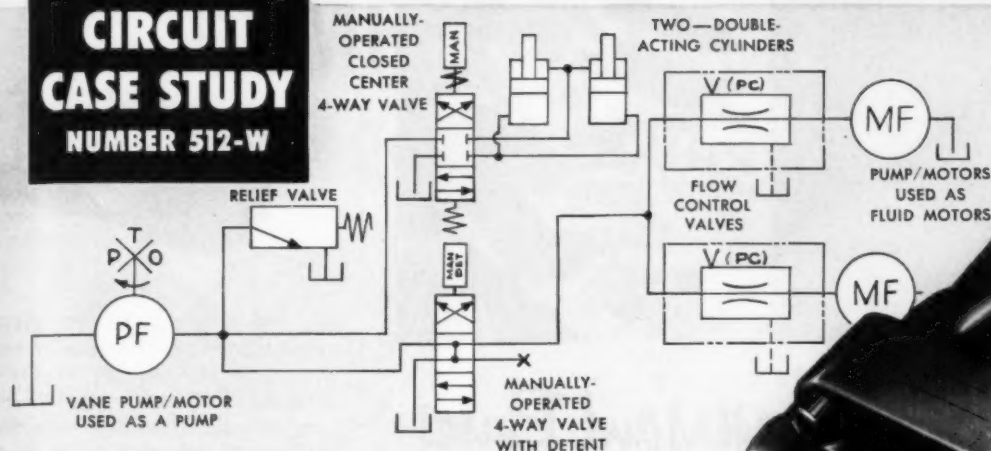 CIRCUIT
CASE STUDY
NUMBER 512-W
MANUALLY-
OPERATED
CLOSED
CENTER
4-WAY VALVE
MAN
TWO—DOUBLE-
ACTING CYLINDERS
V (PC)
MF
PUMP/MOTORS
USED AS
FLUID MOTORS
FLOW
CONTROL
VALVES
V (PC)
MF
RELIEF VALVE
PTO
PF
VANE PUMP/MOTOR
USED AS A PUMP
MAN
DET
X
MANUALLY-
OPERATED
4-WAY VALVE
WITH DETENT